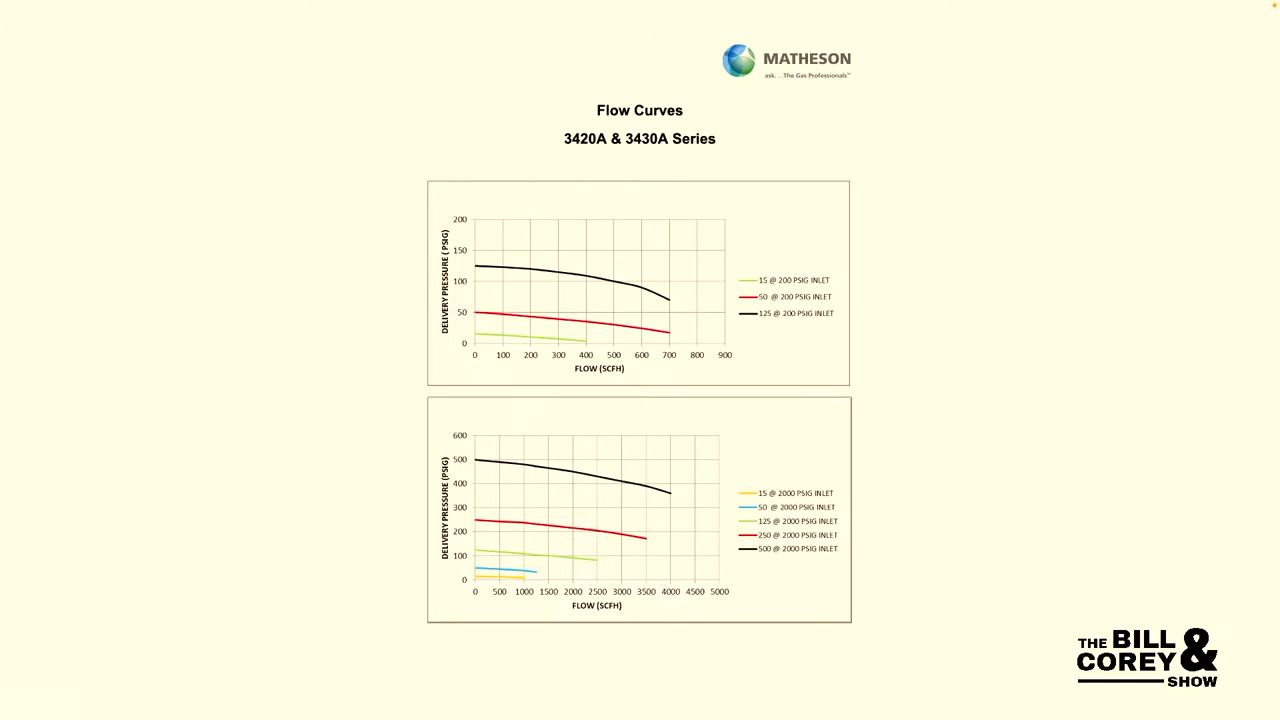 MATHESON
ask. . .The Gas Professionals™
Flow Curves
3420A & 3430A Series
DELIVERY PRESSURE ( PSIG)
200
150
100
50
0
0 100 200 300 400 500 600 700 800 900
FLOW (SCFH)
15 @ 200 PSIG INLET
50 @ 200 PSIG INLET
125 @ 200 PSIG INLET
DELIVERY PRESSURE (PSIG)
600
500
400
300
200
100
0
0 500 1000 1500 2000 2500 3000 3500 4000 4500 5000
FLOW (SCFH)
15 @ 2000 PSIG INLET
50 @ 2000 PSIG INLET
125 @ 2000 PSIG INLET
250 @ 2000 PSIG INLET
500 @ 2000 PSIG INLET
THE BILL &
COREY
SHOW